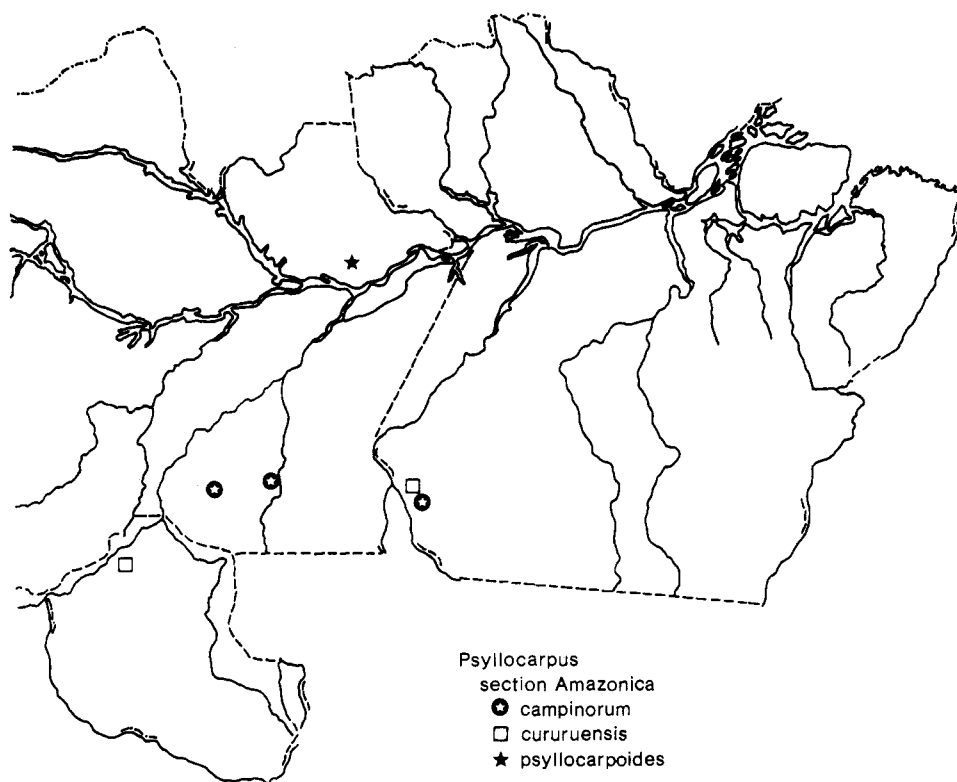 Psyllocarpus
section Amazonica
campinorum
cururuensis
psyllocarpoides